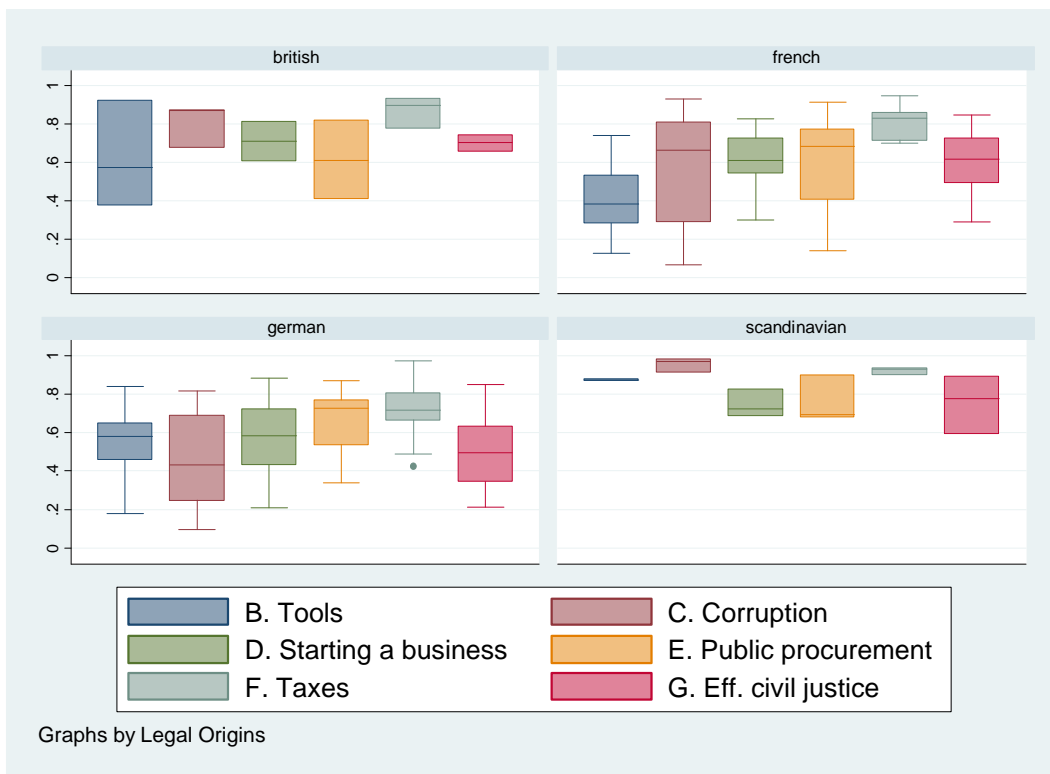 british
french
1
.8
.6
.4
.2
0
german
scandinavian
1
.8
.6
.4
.2
0
B. Tools
C. Corruption
D. Starting a business
E. Public procurement
F. Taxes
G. Eff. civil justice
Graphs by Legal Origins